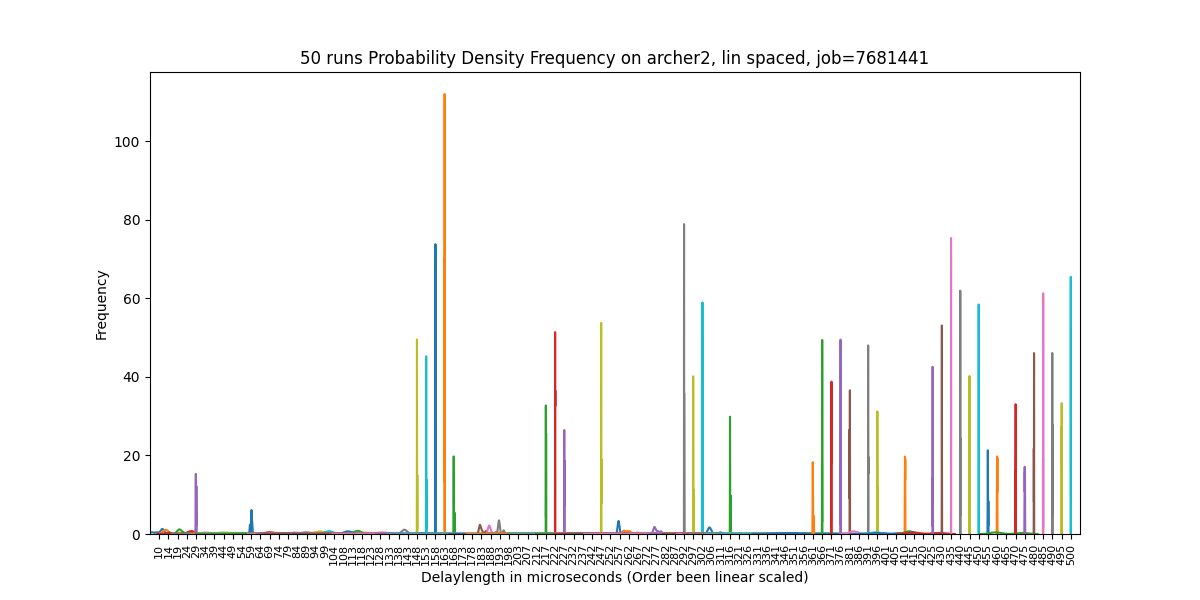 50 runs Probability Density Frequency on archer2, lin spaced, job=7681441
Frequency
100
80
60
40
20
0
10 14 19 24 29 34 39 44 49 54 59 64 69 74 79 84 89 94 99 104 108 113 118 123 128 133 138 143 148 153 158 163 168 173 178 183 188 193 198 203 207 212 217 222 227 232 237 242 247 252 257 262 267 272 277 282 287 292 297 302 306 311 316 321 326 331 336 341 346 351 356 361 366 371 376 381 386 391 396 401 405 410 415 420 425 430 435 440 445 450 455 460 465 470 475 480 485 490 495 500
Delaylength in microseconds (Order been linear scaled)